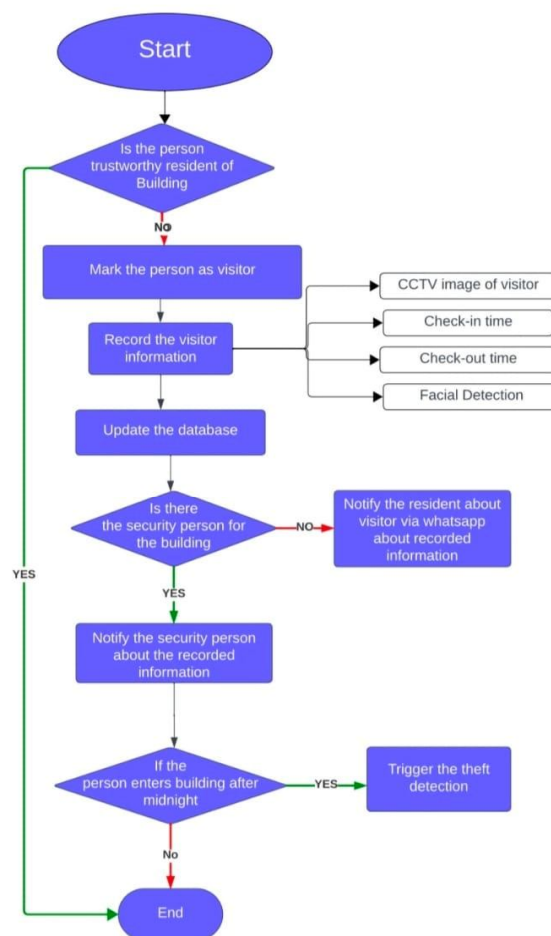 Start
Is the person
trustworthy resident of
Building
NO
Mark the person as visitor
CCTV image of visitor
Check-in time
Record the visitor
information
Check-out time
Facial Detection
Update the database
Is there
the security person for
the building
NO
Notify the resident about
visitor via whatsapp
about recorded
information
YES
YES
Notify the security person
about the recorded
information
If the
person enters building after
midnight
YES
Trigger the theft
detection
No
End